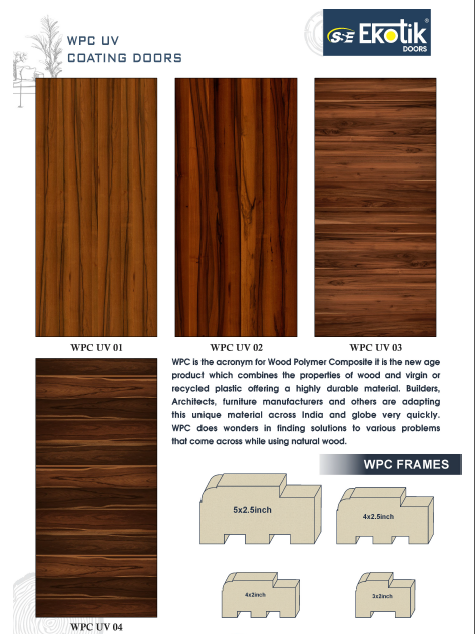 WPC UV
COATING DOORS
SE EKOTIK®
DOORS
WPC UV 01
WPC UV 02
WPC UV 03
WPC is the acronym for Wood Polymer Composite it is the new age
product which combines the properties of wood and virgin or
recycled plastic offering a highly durable material. Builders,
Architects, furniture manufacturers and others are adapting
this unique material across India and globe very quickly.
WPC does wonders in finding solutions to various problems
that come across while using natural wood.
WPC FRAMES
5x2.5inch
4x2.5inch
4x2inch
3x2inch
WPC UV 04